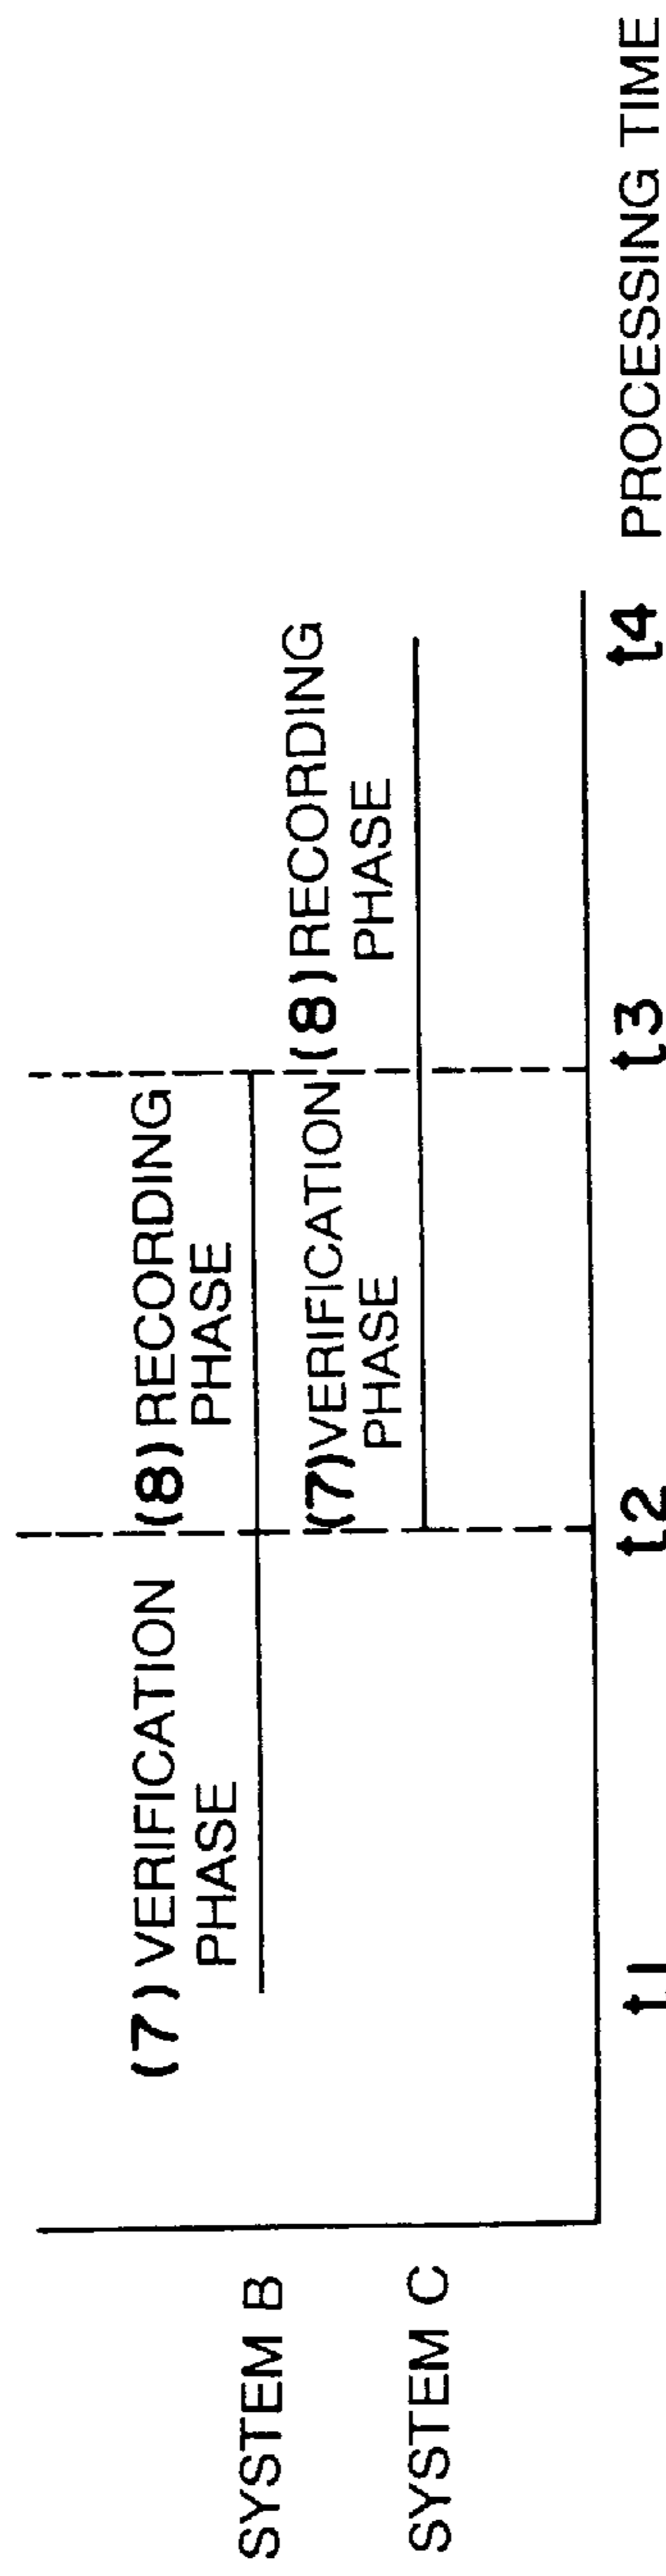 (7) VERIFICATION
PHASE
(8) RECORDING
PHASE
SYSTEM B
(7) VERIFICATION
PHASE
(8) RECORDING
PHASE
SYSTEM C
t1
t2
t3
t4
PROCESSING TIME